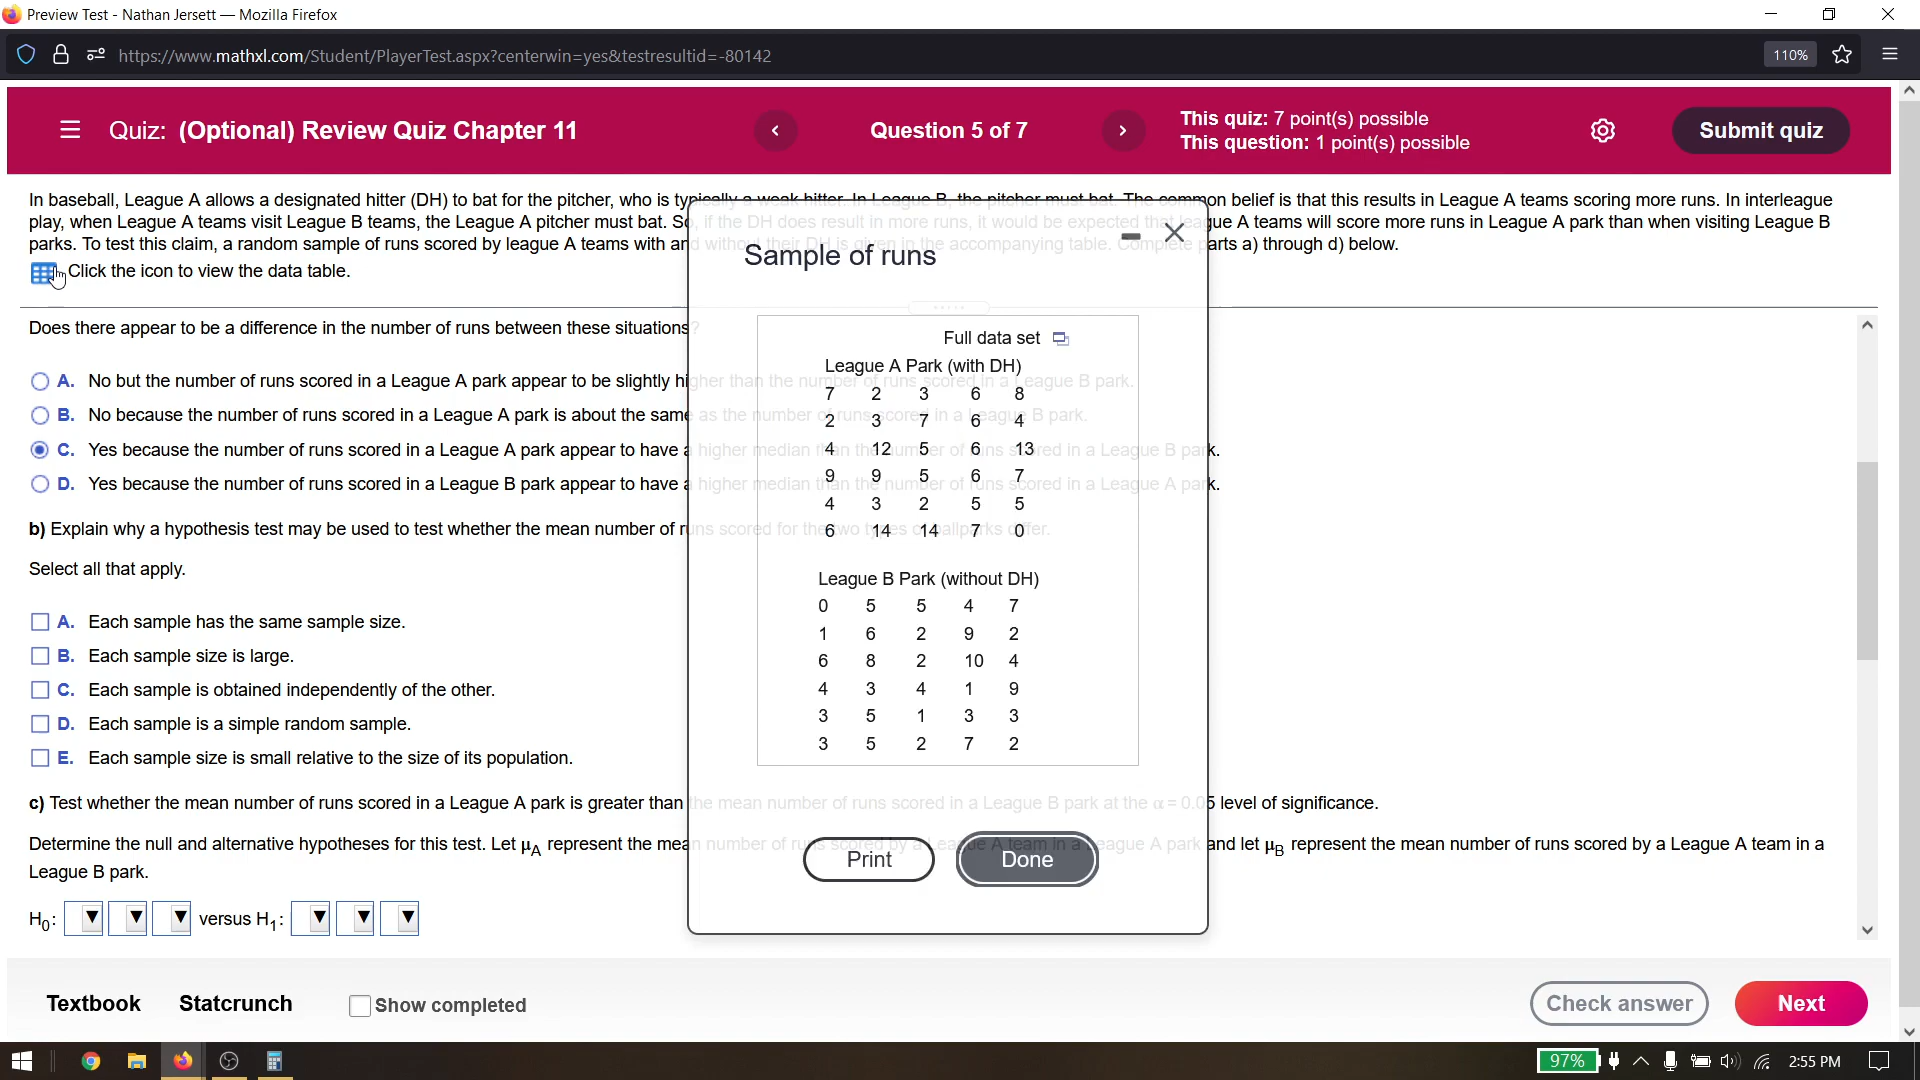 Preview Test - Nathan Jersett — Mozilla Firefox
https://www.mathxl.com/Student/PlayerTest.aspx?centerwin=yes&testresultid=-80142
110%
Quiz: (Optional) Review Quiz Chapter 11
Question 5 of 7
This quiz: 7 point(s) possible
This question: 1 point(s) possible
Submit quiz
In baseball, League A allows a designated hitter (DH) to bat for the pitcher, who is typically a weak hitter. In League B, the pitcher must bat. The common belief is that this results in League A teams scoring more runs. In interleague
play, when League A teams visit League B teams, the League A pitcher must bat. So, if the DH does result in more runs, it would be expected that league A teams will score more runs in League A park than when visiting League B
parks. To test this claim, a random sample of runs scored by league A teams with and without their DH is given in the accompanying table. Complete parts a) through d) below.
Click the icon to view the data table.
Does there appear to be a difference in the number of runs between these situations?
A. No but the number of runs scored in a League A park appear to be slightly higher than the number of runs scored in a League B park.
B. No because the number of runs scored in a League A park is about the same as the number of runs scored in a League B park.
C. Yes because the number of runs scored in a League A park appear to have a higher median than the number of runs scored in a League B park.
D. Yes because the number of runs scored in a League B park appear to have a higher median than the number of runs scored in a League A park.
b) Explain why a hypothesis test may be used to test whether the mean number of runs scored for the two types of ballparks differ.
Select all that apply.
A. Each sample has the same sample size.
B. Each sample size is large.
C. Each sample is obtained independently of the other.
D. Each sample is a simple random sample.
E. Each sample size is small relative to the size of its population.
c) Test whether the mean number of runs scored in a League A park is greater than the mean number of runs scored in a League B park at the α = 0.05 level of significance.
Determine the null and alternative hypotheses for this test. Let μA represent the mean number of runs scored by a League A team in a League A park and let μB represent the mean number of runs scored by a League A team in a
League B park.
H0: versus H1:
Sample of runs
Full data set
League A Park (with DH)
7 2 3 6 8
2 3 7 6 4
4 12 5 6 13
9 9 5 6 7
4 3 2 5 5
6 14 14 7 0
League B Park (without DH)
0 5 5 4 7
1 6 2 9 2
6 8 2 10 4
4 3 4 1 9
3 5 1 3 3
3 5 2 7 2
Print
Done
Textbook
Statcrunch
Show completed
Check answer
Next
97%
2:55 PM